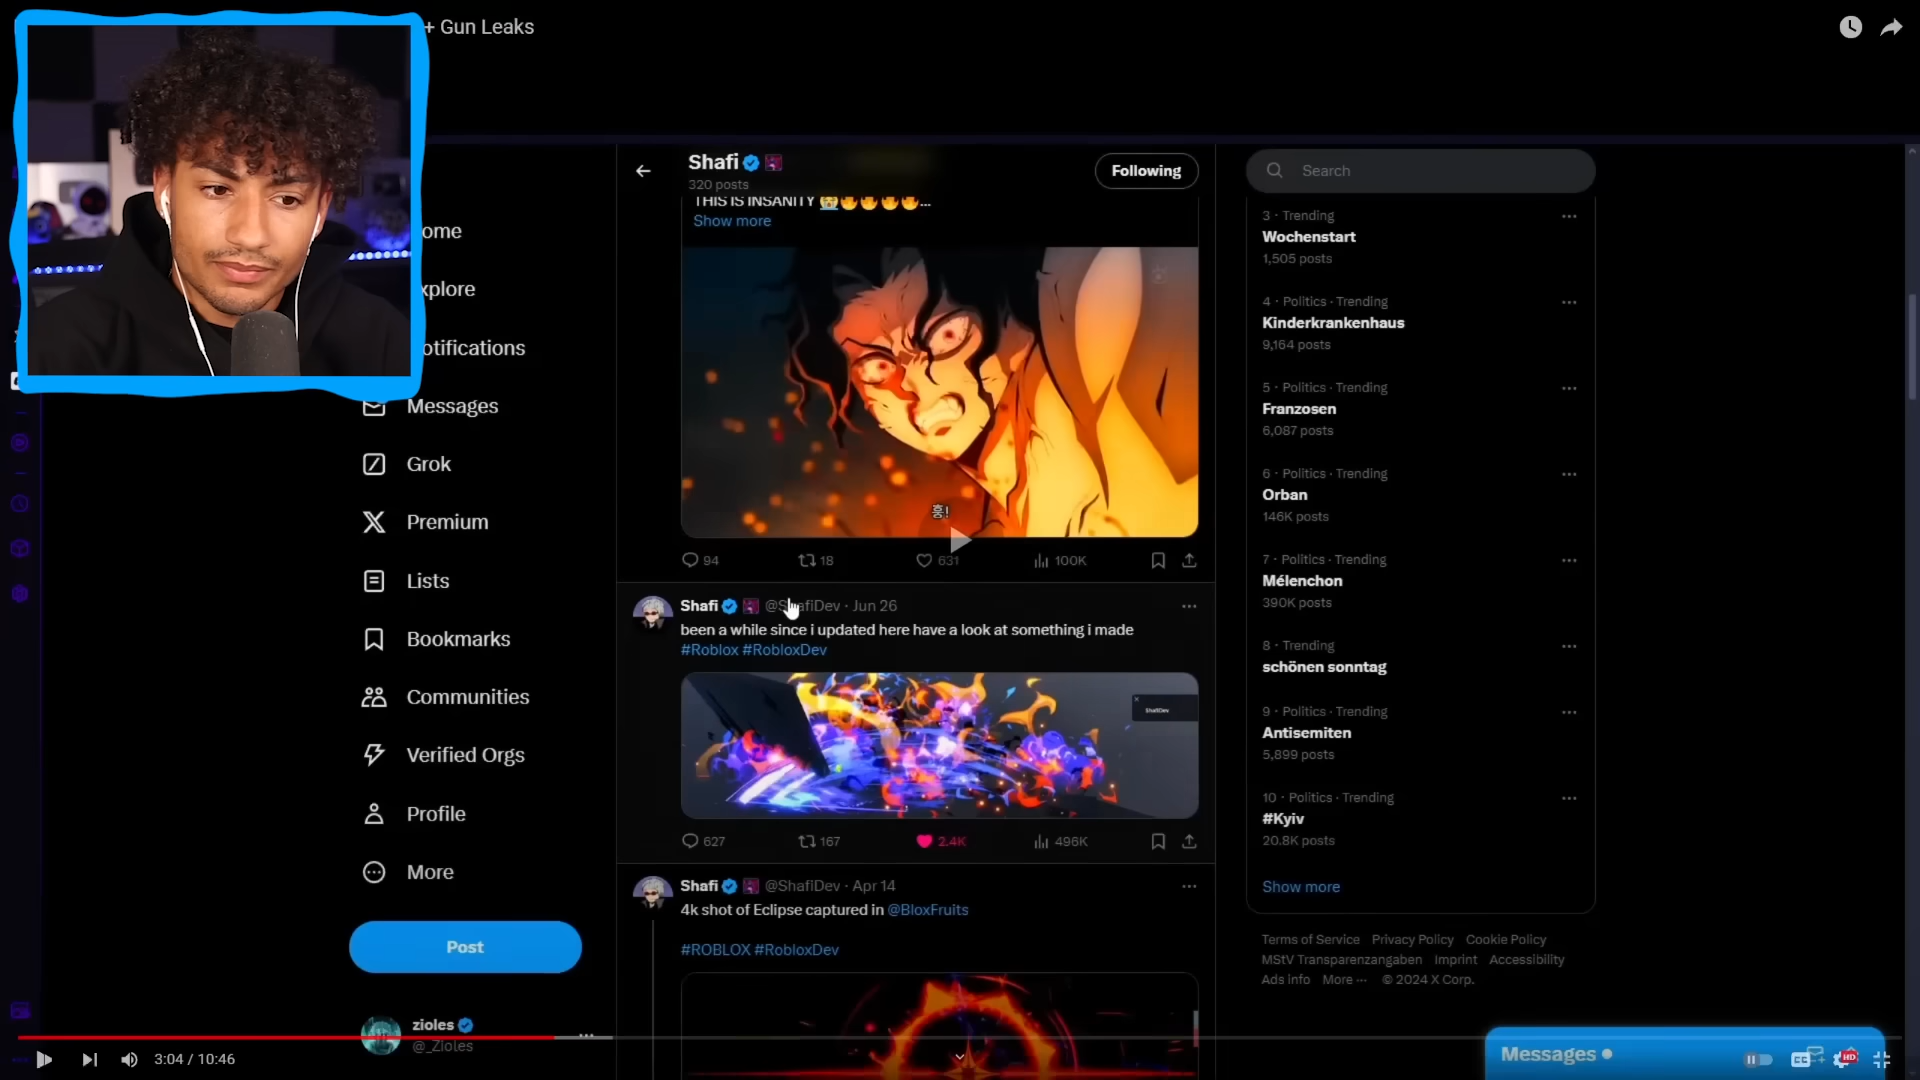 + Gun Leaks
Shafi
320 posts
Following
Search
THIS IS INSANITY 😭🔥🔥🔥🔥...
Show more
ome
xplore
otifications
Messages
Grok
Premium
Lists
Bookmarks
Communities
Verified Orgs
Profile
More
Post
zioles
@_Zioles
흥!
94
18
631
100K
Shafi @ShafiDev · Jun 26
been a while since i updated here have a look at something i made
#Roblox #RobloxDev
ShafiDev
627
167
2.4K
496K
Shafi @ShafiDev · Apr 14
4k shot of Eclipse captured in @BloxFruits
#ROBLOX #RobloxDev
3 · Trending
Wochenstart
1,505 posts
4 · Politics · Trending
Kinderkrankenhaus
9,164 posts
5 · Politics · Trending
Franzosen
6,087 posts
6 · Politics · Trending
Orban
146K posts
7 · Politics · Trending
Mélenchon
390K posts
8 · Trending
schönen sonntag
9 · Politics · Trending
Antisemiten
5,899 posts
10 · Politics · Trending
#Kyiv
20.8K posts
Show more
Terms of Service Privacy Policy Cookie Policy
MStV Transparenzangaben Imprint Accessibility
Ads info More ··· © 2024 X Corp.
Messages
3:04 / 10:46
CC
HD